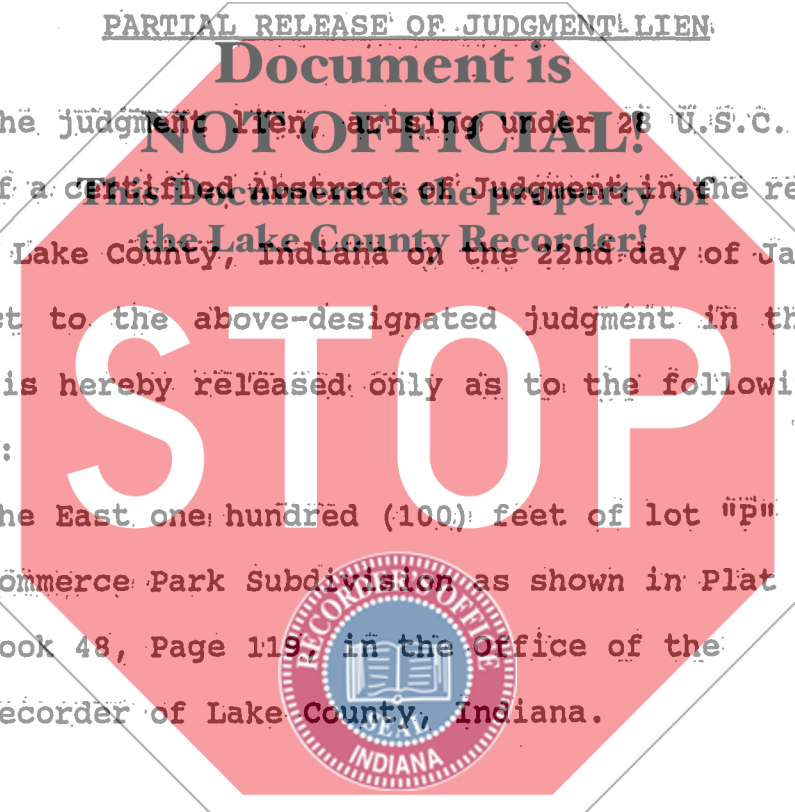 PARTIAL RELEASE OF JUDGMENT LIEN
Document is
he judgment lien, arising under 28 U.S.C.
NOT OFFICIAL!
f a certified Abstract of Judgment in the re
This Document is the property of
the Lake County Recorder!
Lake County, Indiana on the 22nd day of Ja
ct to the above-designated judgment in th
is hereby released only as to the followi
:
STOP
he East one hundred (100) feet of lot "P"
ommerce Park Subdivision as shown in Plat
ook 48, Page 119, in the Office of the
ecorder of Lake County, Indiana.
RECORDER'S OFFICE
SEAL
INDIANA